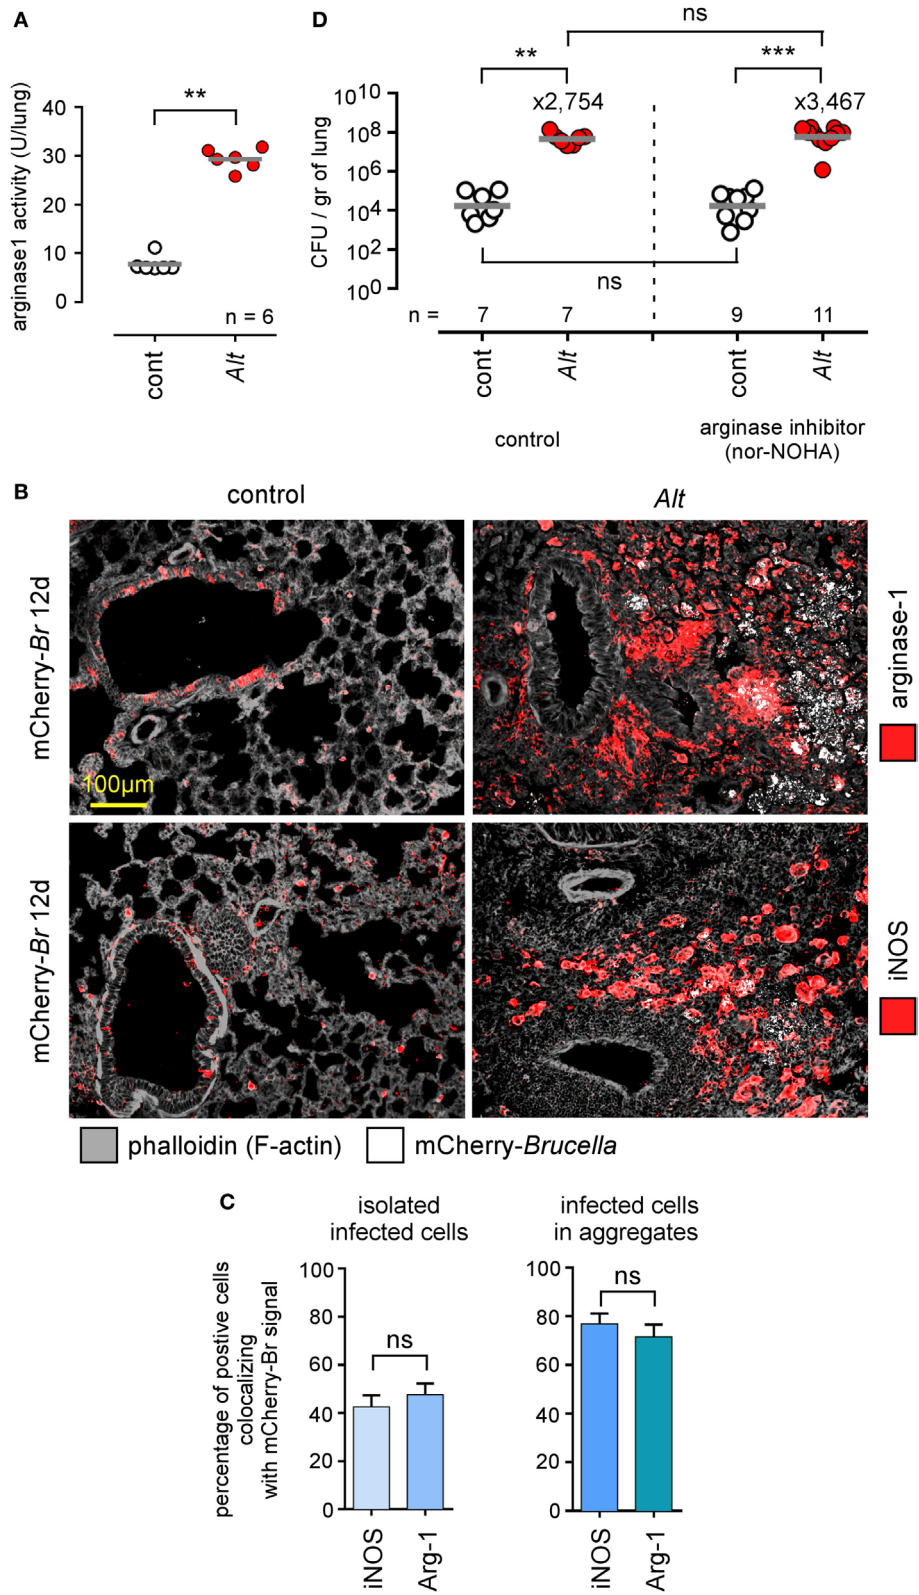 A
arginase1 activity (U/lung)
40
30
20
10
0
**
n = 6
cont
Alt
D
CFU / gr of lung
10^10
10^8
10^6
10^4
10^2
10^0
ns
**
***
x2,754
x3,467
ns
n =
7
7
9
11
cont
Alt
cont
Alt
control
arginase inhibitor
(nor-NOHA)
B
control
Alt
mCherry-Br 12d
100µm
arginase-1
mCherry-Br 12d
iNOS
phalloidin (F-actin)
mCherry-Brucella
C
isolated
infected cells
infected cells
in aggregates
percentage of postive cells
colocalizing
with mCherry-Br signal
100
80
60
40
20
0
ns
iNOS
Arg-1
100
80
60
40
20
0
ns
iNOS
Arg-1